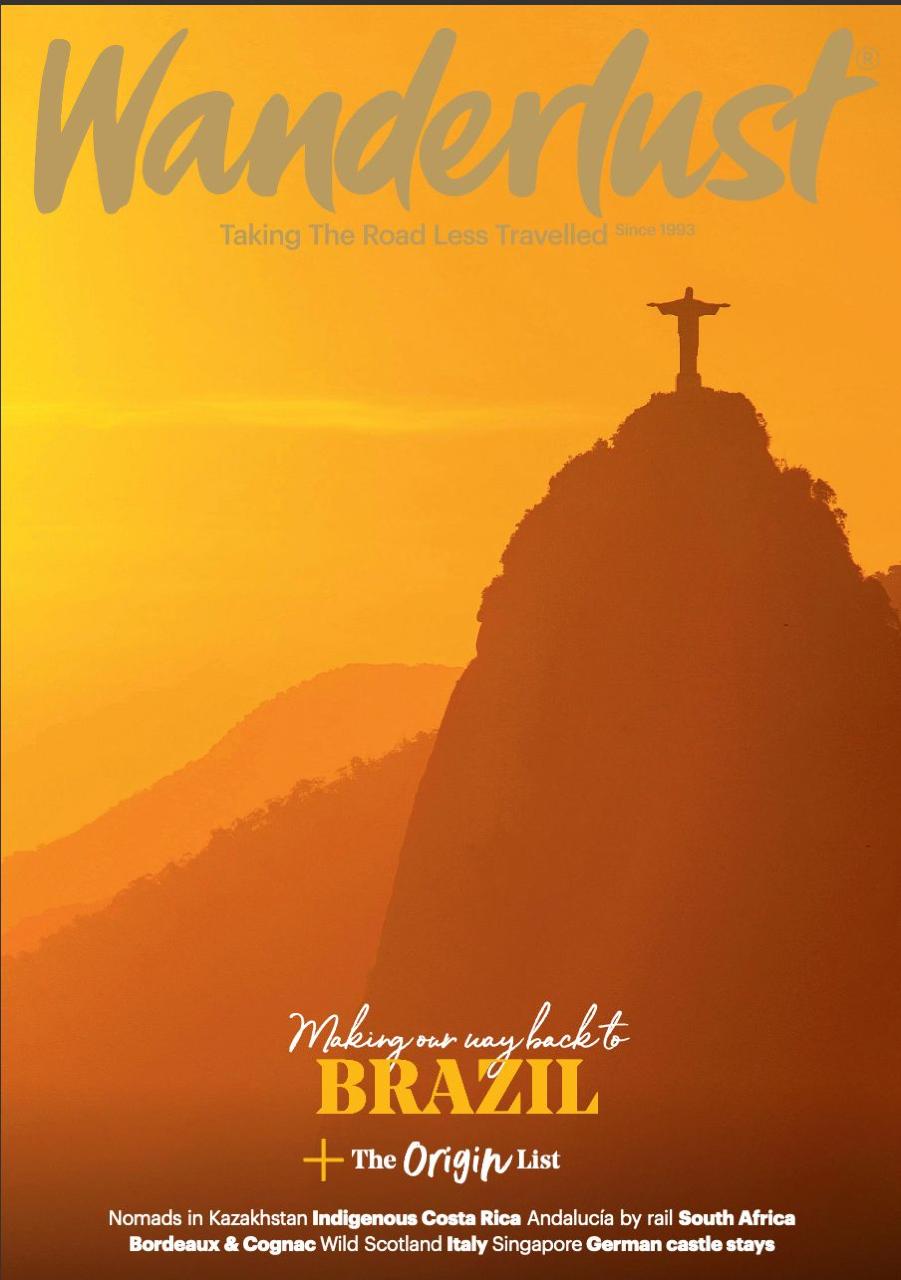 Wanderlust®
Taking The Road Less Travelled Since 1993
Making our way back to
BRAZIL
+ The Origin List
Nomads in Kazakhstan Indigenous Costa Rica Andalucía by rail South Africa
Bordeaux & Cognac Wild Scotland Italy Singapore German castle stays